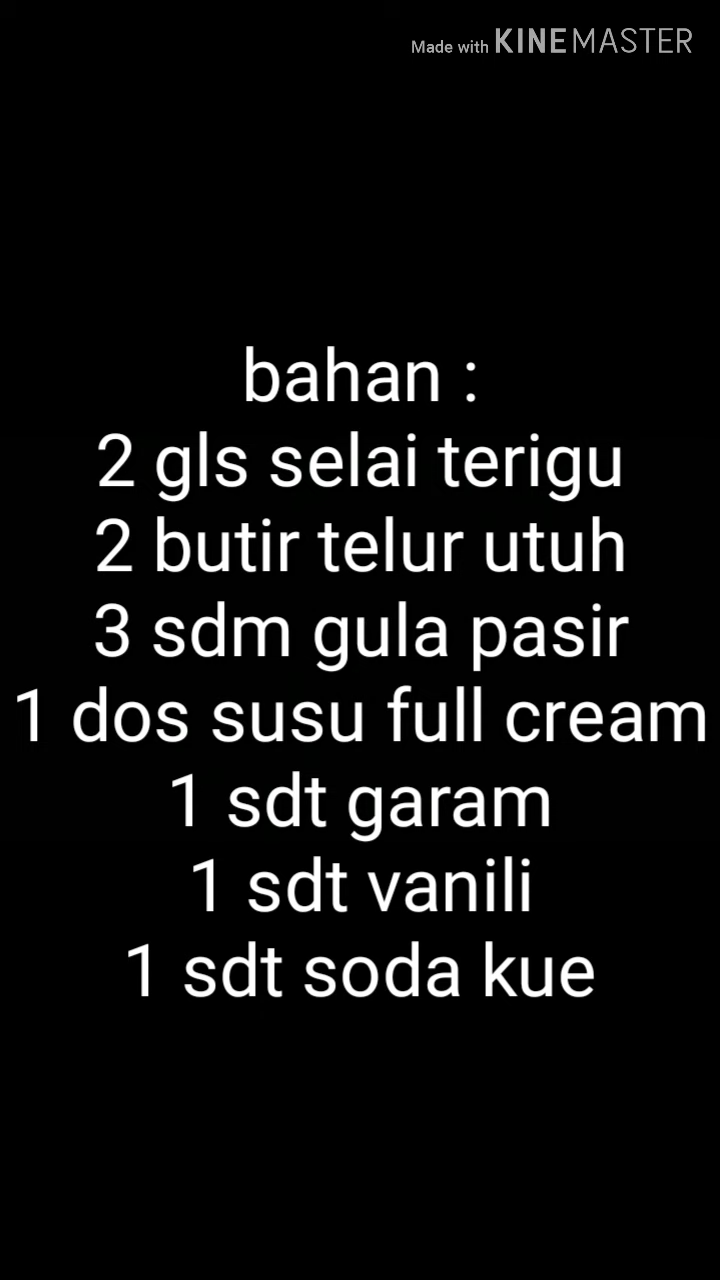 Made with KINEMASTER
bahan :
2 gls selai terigu
2 butir telur utuh
3 sdm gula pasir
1 dos susu full cream
1 sdt garam
1 sdt vanili
1 sdt soda kue